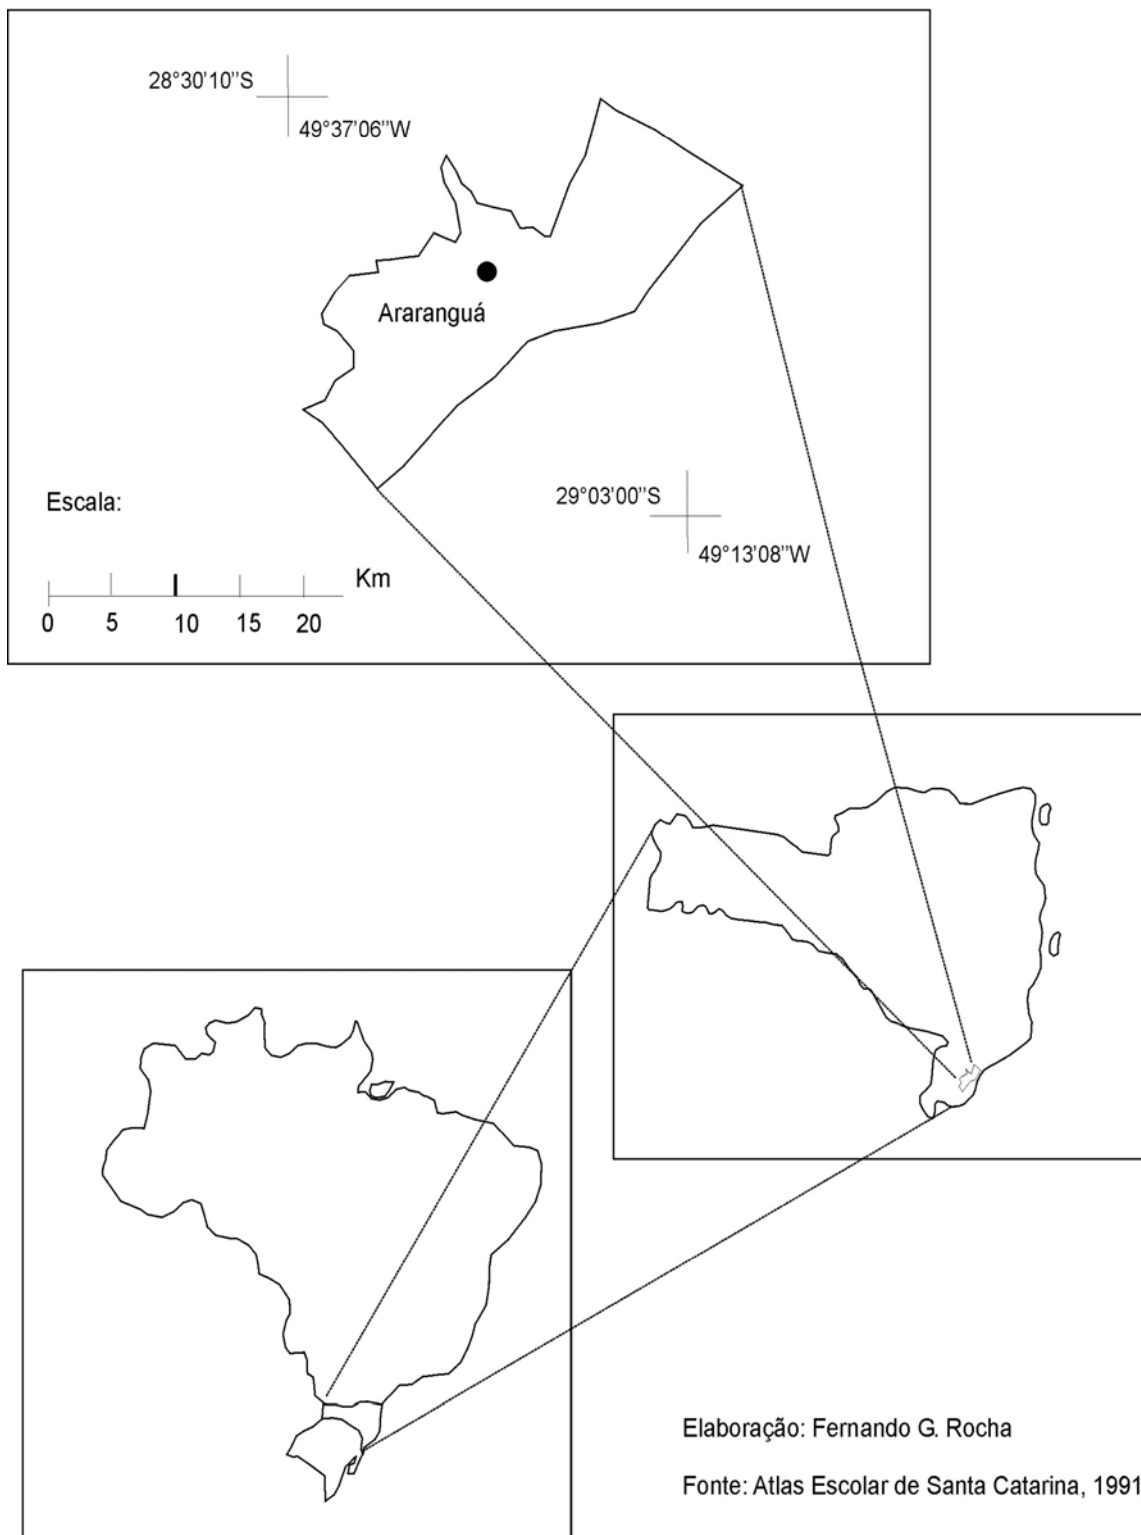 28°30'10''S
49°37'06''W
Araranguá
29°03'00''S
49°13'08''W
Escala:
Km
0 5 10 15 20
Elaboração: Fernando G. Rocha
Fonte: Atlas Escolar de Santa Catarina, 1991